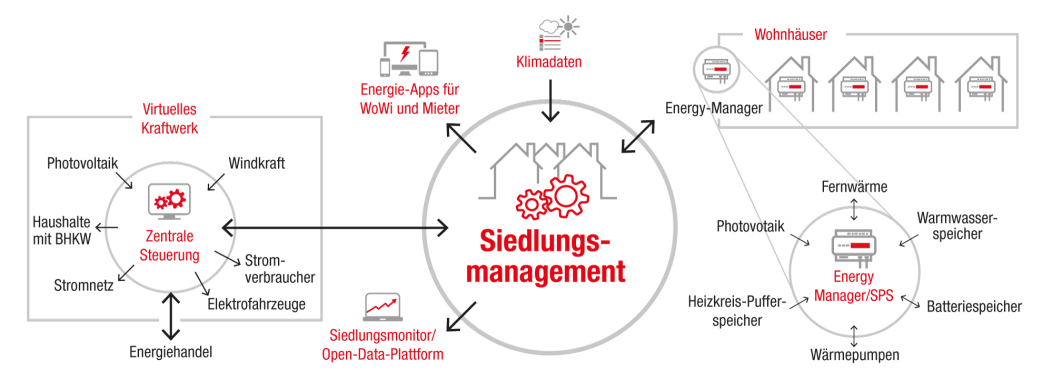 Virtuelles
Kraftwerk
Photovoltaik
Windkraft
Haushalte
mit BHKW
Zentrale
Steuerung
Strom-
verbraucher
Stromnetz
Elektrofahrzeuge
Energiehandel
Energie-Apps für
WoWi und Mieter
Klimadaten
Siedlungs-
management
Siedlungsmonitor/
Open-Data-Plattform
Wohnhäuser
Energy-Manager
Fernwärme
Photovotaik
Warmwasser-
speicher
Energy
Manager/SPS
Heizkreis-Puffer-
speicher
Batteriespeicher
Wärmepumpen